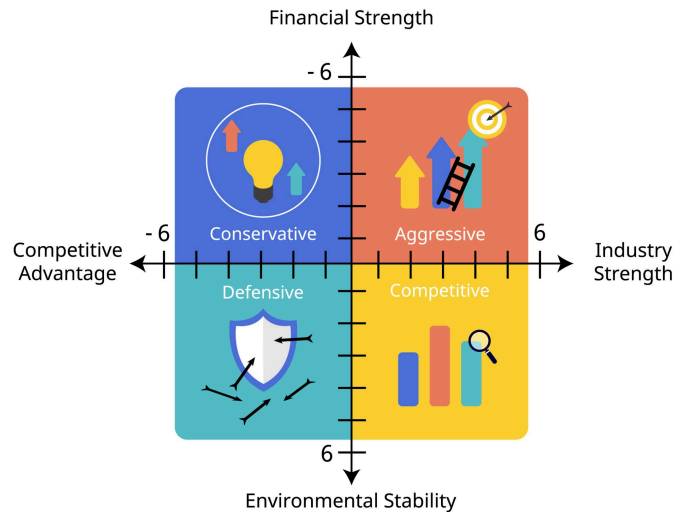 Financial Strength
- 6
- 6
Conservative
Aggressive
6
Competitive
Advantage
Industry
Strength
Defensive
Competitive
6
Environmental Stability